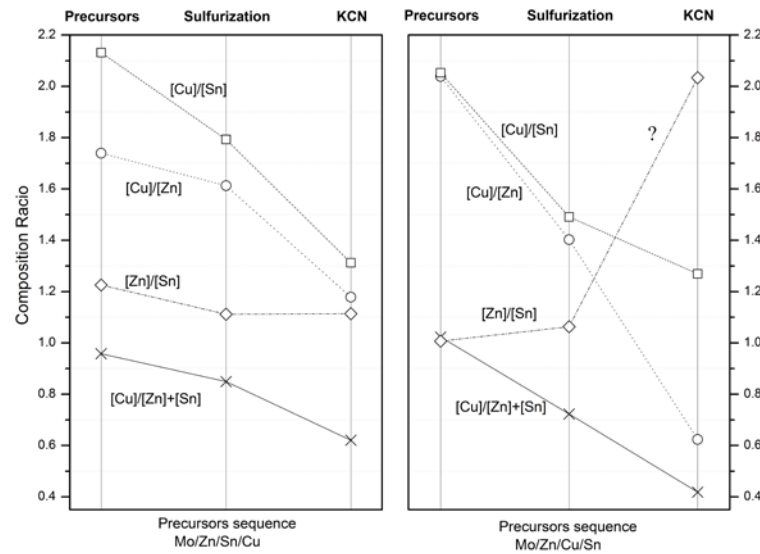 Precursors Sulfurization KCN
Precursors Sulfurization KCN
2.2
2.0
1.8
1.6
1.4
1.2
1.0
0.8
0.6
0.4
Composition Racio
[Cu]/[Sn]
[Cu]/[Zn]
[Zn]/[Sn]
[Cu]/[Zn]+[Sn]
Precursors sequence
Mo/Zn/Sn/Cu
[Cu]/[Sn]
?
[Cu]/[Zn]
[Zn]/[Sn]
[Cu]/[Zn]+[Sn]
2.2
2.0
1.8
1.6
1.4
1.2
1.0
0.8
0.6
0.4
Precursors sequence
Mo/Zn/Cu/Sn